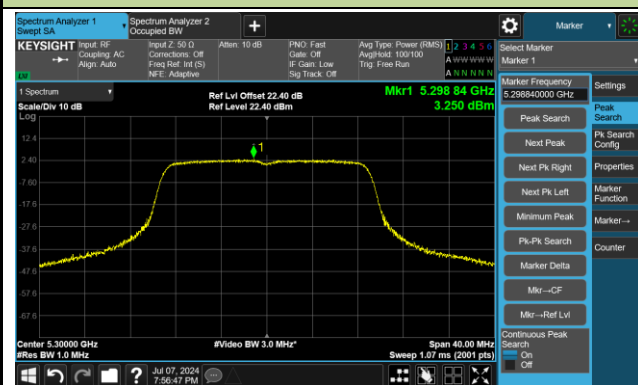 Spectrum Analyzer 1
Swept SA
Spectrum Analyzer 2
Occupied BW
Marker
KEYSIGHT
Input: RF
Coupling: AC
Align: Auto
Input Z: 50 Ω
Corrections: Off
Freq Ref: Int (S)
NFE: Adaptive
Atten: 10 dB
PNO: Fast
Gate: Off
IF Gain: Low
Sig Track: Off
Avg Type: Power (RMS)
Avg|Hold: 100/100
Trig: Free Run
1 2 3 4 5 6
A W W W W W
A N N N N N
LVI
Select Marker
Marker 1
1 Spectrum
Scale/Div 10 dB
Log
Ref Lvl Offset 22.40 dB
Ref Level 22.40 dBm
Mkr1 5.298 84 GHz
3.250 dBm
12.4
2.40
-7.60
-17.6
-27.6
-37.6
-47.6
-57.6
-67.6
1
Center 5.30000 GHz
#Res BW 1.0 MHz
#Video BW 3.0 MHz*
Span 40.00 MHz
Sweep 1.07 ms (2001 pts)
Marker Frequency
5.298840000 GHz
Peak Search
Next Peak
Next Pk Right
Next Pk Left
Minimum Peak
Pk-Pk Search
Marker Delta
Mkr→CF
Mkr→Ref Lvl
Continuous Peak
Search
On
Off
Settings
Peak
Search
Pk Search
Config
Properties
Marker
Function
Marker→
Counter
Jul 07, 2024
7:56:47 PM